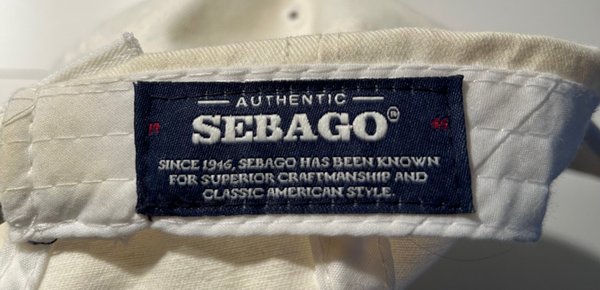 AUTHENTIC
SEBAGO®
SINCE 1946, SEBAGO HAS BEEN KNOWN
FOR SUPERIOR CRAFTMANSHIP AND
CLASSIC AMERICAN STYLE.